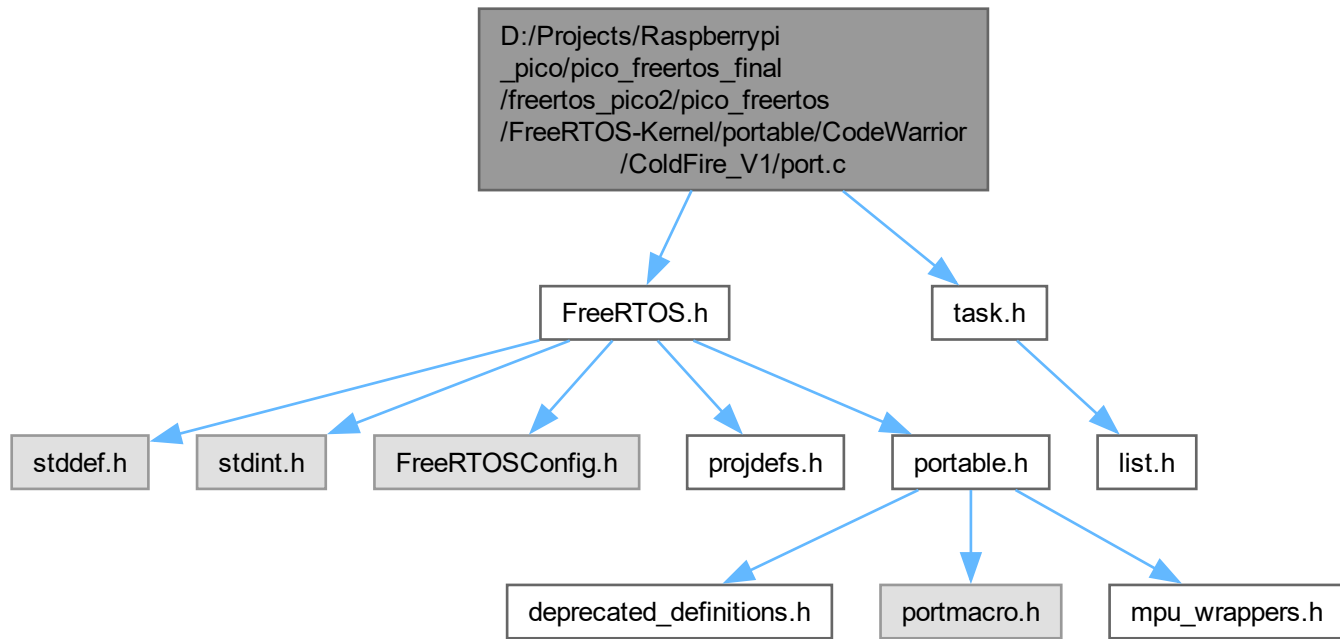 D:/Projects/Raspberrypi
_pico/pico_freertos_final
/freertos_pico2/pico_freertos
/FreeRTOS-Kernel/portable/CodeWarrior
/ColdFire_V1/port.c
FreeRTOS.h
task.h
stddef.h
stdint.h
FreeRTOSConfig.h
projdefs.h
portable.h
list.h
deprecated_definitions.h
portmacro.h
mpu_wrappers.h